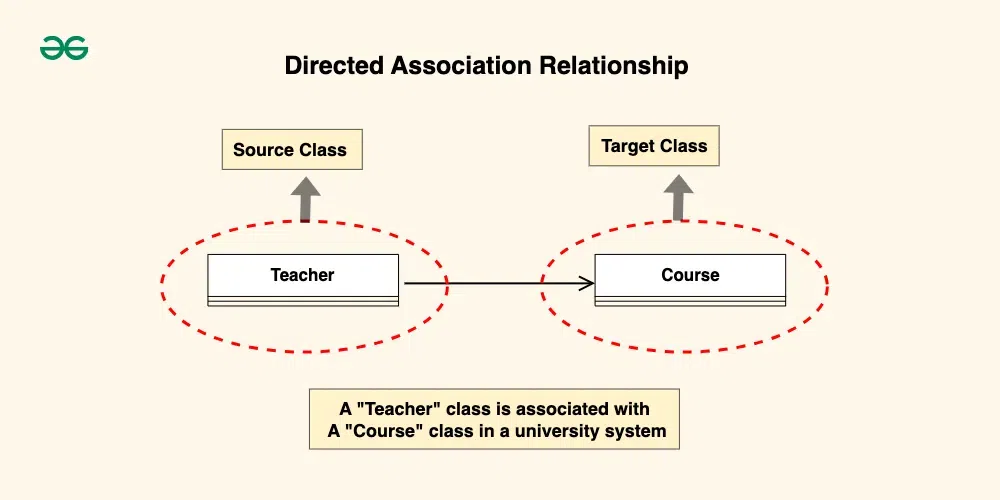 Directed Association Relationship
Source Class
Target Class
Teacher
Course
A "Teacher" class is associated with
A "Course" class in a university system